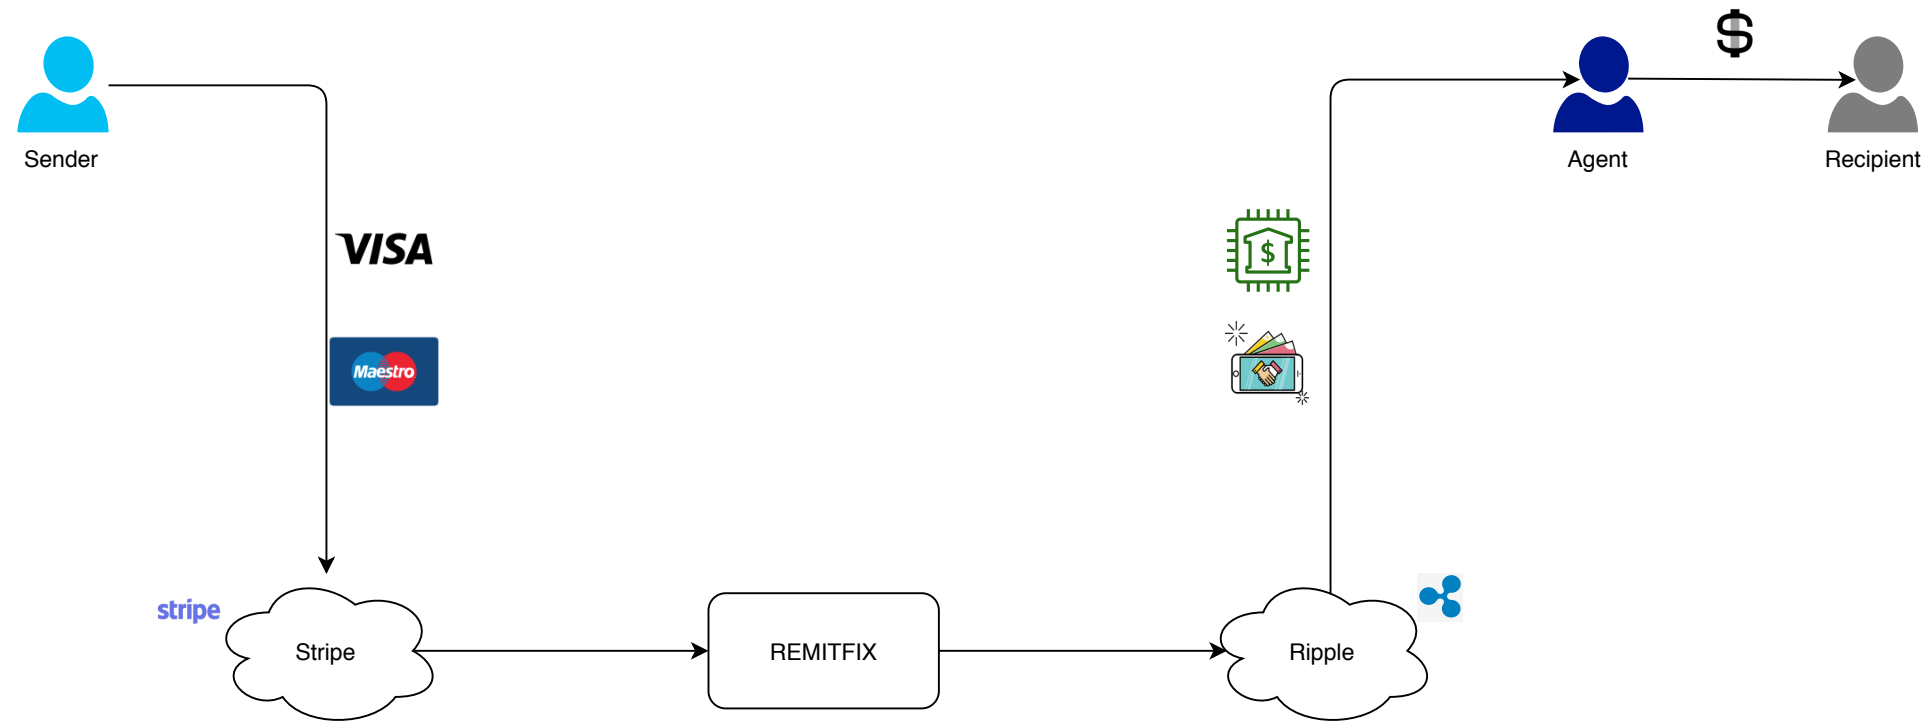 $
Sender
Agent
Recipient
VISA
$
Maestro
stripe
Stripe
REMITFIX
Ripple